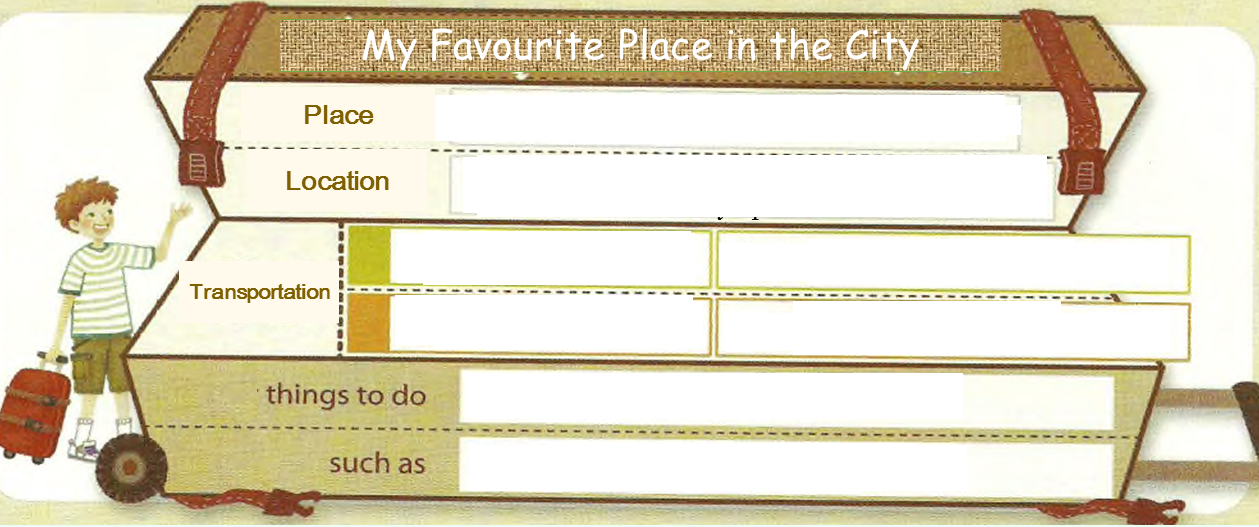 My Favourite Place in the City
Place
Location
Transportation
things to do
such as